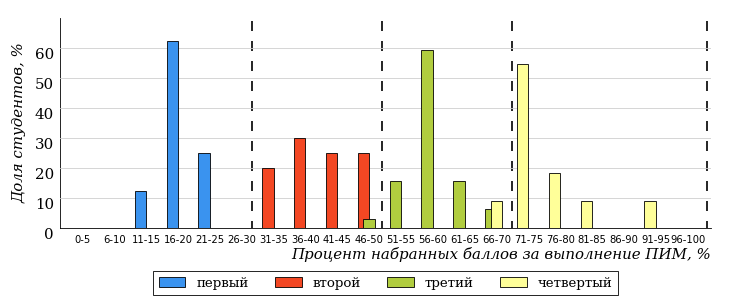 Доля студентов, %
60
50
40
30
20
10
0
0-5 6-10 11-15 16-20 21-25 26-30 31-35 36-40 41-45 46-50 51-55 56-60 61-65 66-70 71-75 76-80 81-85 86-90 91-95 96-100
Процент набранных баллов за выполнение ПИМ, %
первый второй третий четвертый